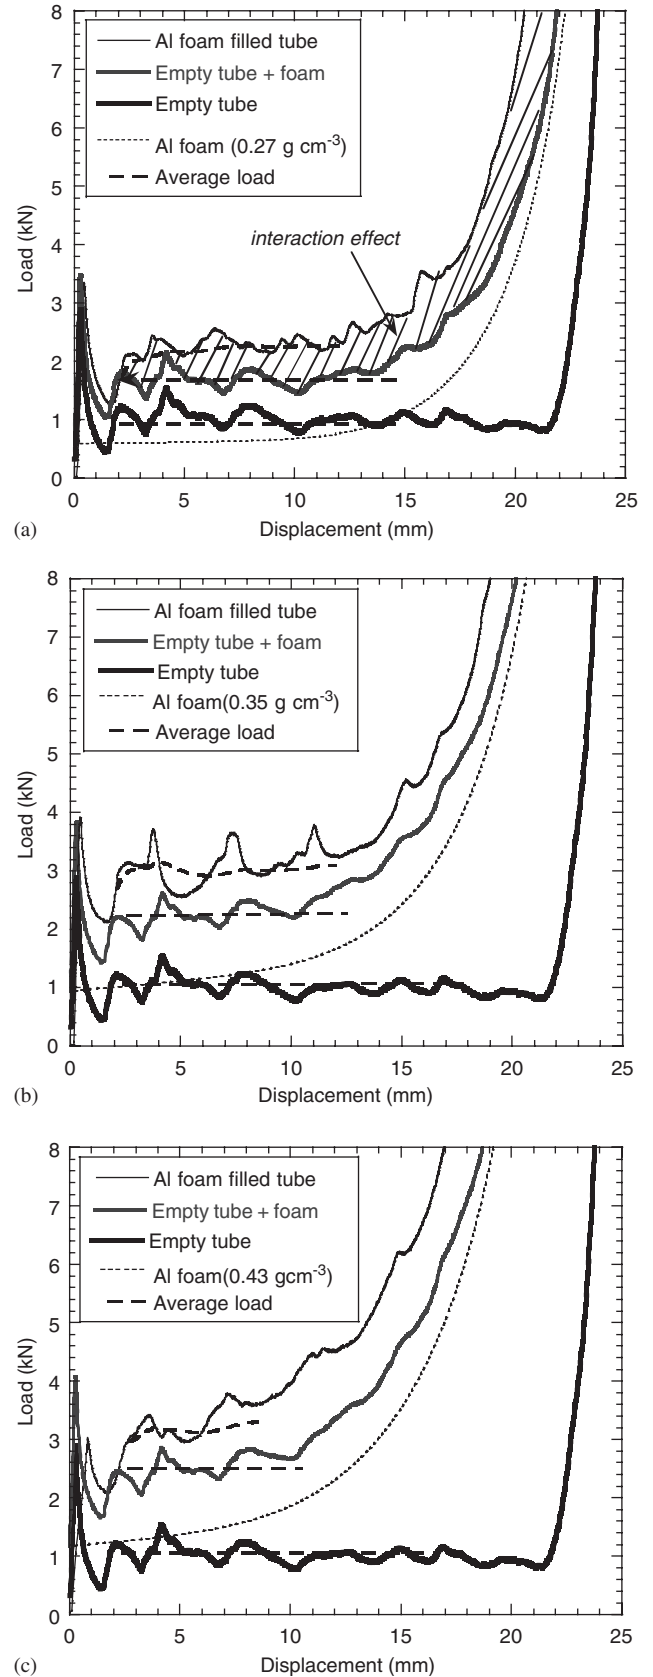 8
7
6
5
4
3
2
1
0
Load (kN)
Al foam filled tube
Empty tube + foam
Empty tube
Al foam (0.27 g cm-3)
Average load
interaction effect
0 5 10 15 20 25
(a)
Displacement (mm)
8
7
6
5
4
3
2
1
0
Load (kN)
Al foam filled tube
Empty tube + foam
Empty tube
Al foam(0.35 g cm-3)
Average load
0 5 10 15 20 25
(b)
Displacement (mm)
8
7
6
5
4
3
2
1
0
Load (kN)
Al foam filled tube
Empty tube + foam
Empty tube
Al foam(0.43 gcm-3)
Average load
0 5 10 15 20 25
(c)
Displacement (mm)